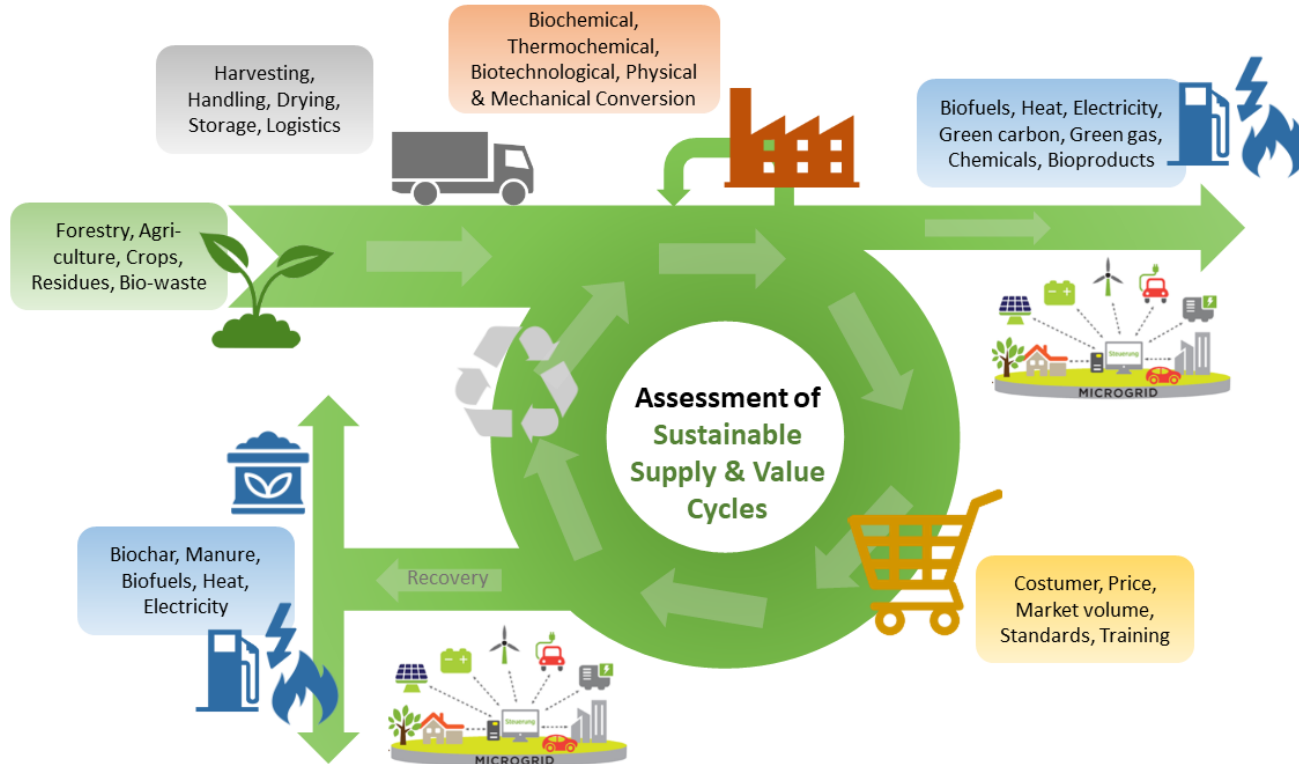 Biochemical,
Thermochemical,
Biotechnological, Physical
& Mechanical Conversion
Harvesting,
Handling, Drying,
Storage, Logistics
Biofuels, Heat, Electricity,
Green carbon, Green gas,
Chemicals, Bioproducts
Forestry, Agri-
culture, Crops,
Residues, Bio-waste
Steuerung
MICROGRID
Assessment of
Sustainable
Supply & Value
Cycles
Biochar, Manure,
Biofuels, Heat,
Electricity
Recovery
Costumer, Price,
Market volume,
Standards, Training
Steuerung
MICROGRID